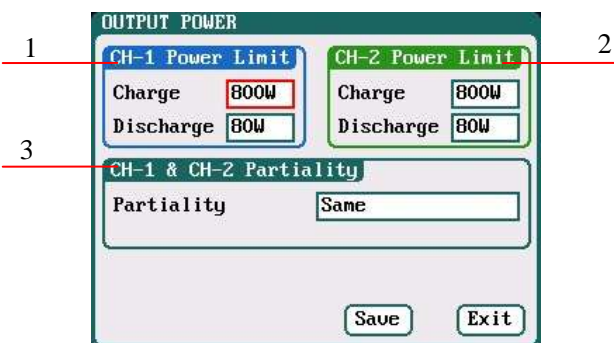 OUTPUT POWER
1
2
CH-1 Power Limit
CH-2 Power Limit
Charge 800W
Charge 800W
Discharge 80W
Discharge 80W
3
CH-1 & CH-2 Partiality
Partiality Same
Save Exit